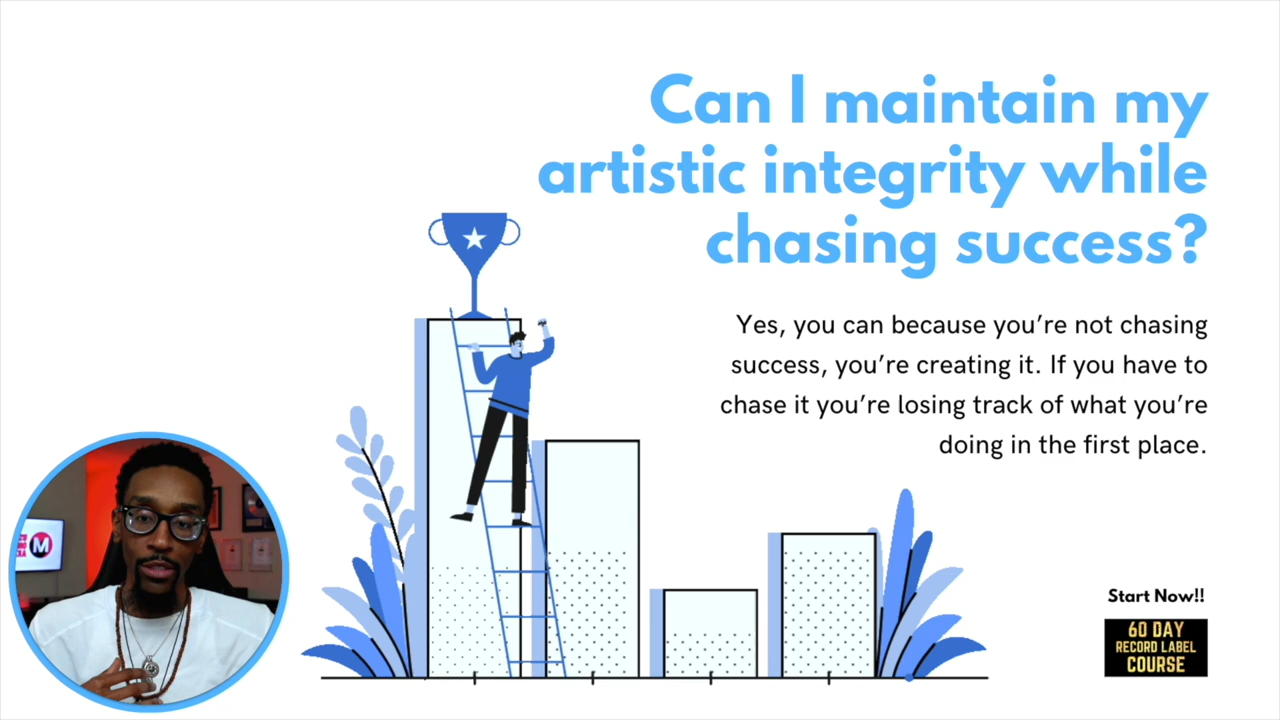 Can I maintain my
artistic integrity while
chasing success?
Yes, you can because you're not chasing
success, you're creating it. If you have to
chase it you're losing track of what you're
doing in the first place.
Start Now!!
60 DAY
RECORD LABEL
COURSE
M